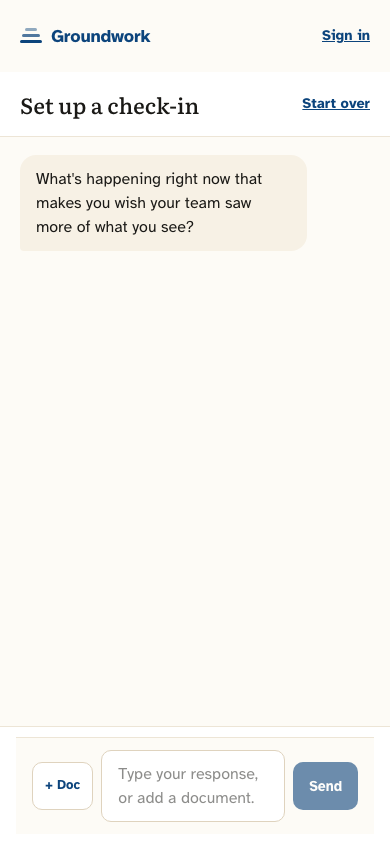 Groundwork
Sign in
Set up a check-in
Start over
What's happening right now that
makes you wish your team saw
more of what you see?
+ Doc
Type your response,
or add a document.
Send